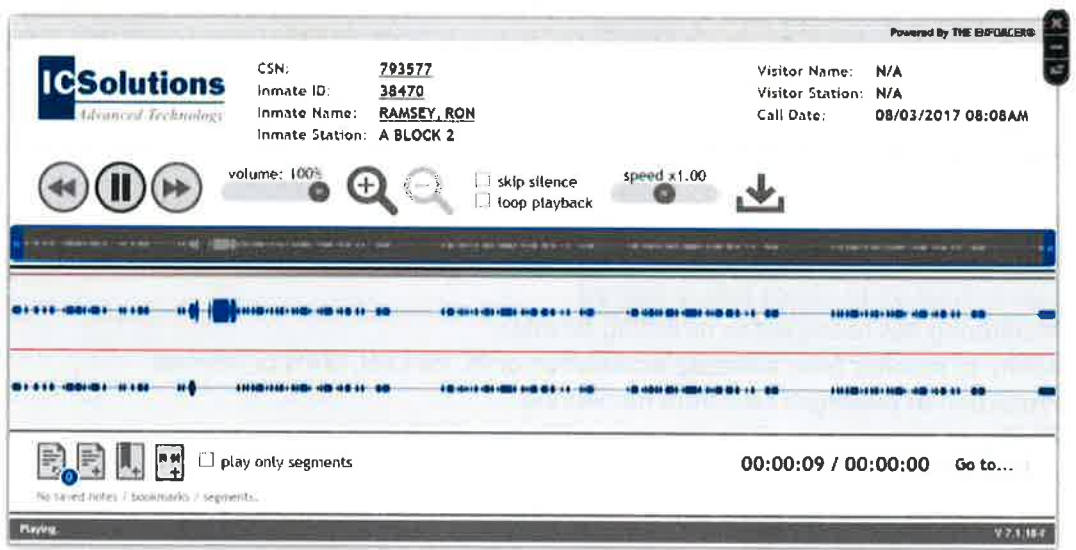 Powered By THE ENFORCER®
ICSolutions
Advanced Technology
CSN: 793577
Inmate ID: 38470
Inmate Name: RAMSEY, RON
Inmate Station: A BLOCK 2
Visitor Name: N/A
Visitor Station: N/A
Call Date: 08/03/2017 08:08AM
volume: 100%
skip silence
loop playback
speed x1.00
0
play only segments
00:00:09 / 00:00:00 Go to...
No saved notes / bookmarks / segments.
Playing.